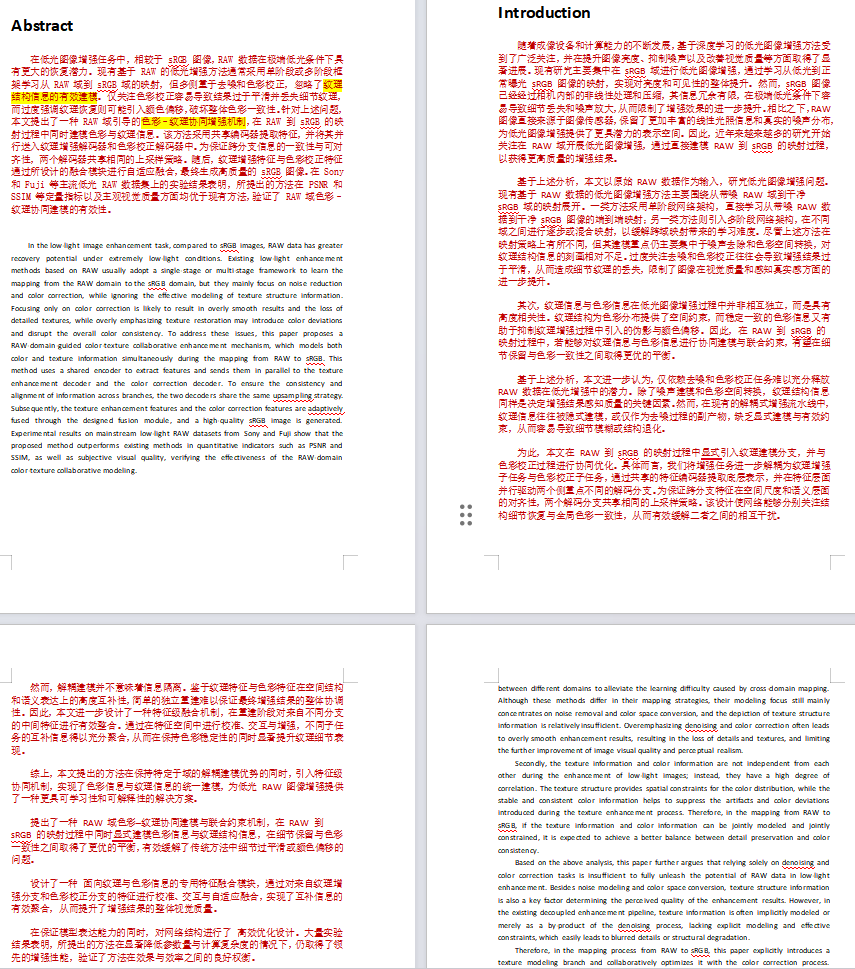 Abstract
在低光图像增强任务中，相较于 sRGB 图像，RAW 数据在极端低光条件下具
有更大的恢复潜力。现有基于 RAW 的低光增强方法通常采用单阶段或多阶段框
架学习从 RAW 域到 sRGB 域的映射，但多侧重于去噪和色彩校正，忽略了纹理
结构信息的有效建模。仅关注色彩校正容易导致结果过于平滑并丢失细节纹理，
而过度强调纹理恢复则可能引入颜色偏移，破坏整体色彩一致性。针对上述问题，
本文提出了一种 RAW 域引导的色彩－纹理协同增强机制，在 RAW 到 sRGB 的映
射过程中同时建模色彩与纹理信息。该方法采用共享编码器提取特征，并将其并
行送入纹理增强解码器和色彩校正解码器中。为保证跨分支信息的一致性与可对
齐性，两个解码器共享相同的上采样策略。随后，纹理增强特征与色彩校正特征
通过所设计的融合模块进行自适应融合，最终生成高质量的 sRGB 图像。在 Sony
和 Fuji 等主流低光 RAW 数据集上的实验结果表明，所提出的方法在 PSNR 和
SSIM 等定量指标以及主观视觉质量方面均优于现有方法，验证了 RAW 域色彩－
纹理协同建模的有效性。
In the low-light image enhancement task, compared to sRGB images, RAW data has greater
recovery potential under extremely low-light conditions. Existing low-light enhancement
methods based on RAW usually adopt a single-stage or multi-stage framework to learn the
mapping from the RAW domain to the sRGB domain, but they mainly focus on noise reduction
and color correction, while ignoring the effective modeling of texture structure information.
Focusing only on color correction is likely to result in overly smooth results and the loss of
detailed textures, while overly emphasizing texture restoration may introduce color deviations
and disrupt the overall color consistency. To address these issues, this paper proposes a
RAW-domain-guided color-texture collaborative enhancement mechanism, which models both
color and texture information simultaneously during the mapping from RAW to sRGB. This
method uses a shared encoder to extract features and sends them in parallel to the texture
enhancement decoder and the color correction decoder. To ensure the consistency and
alignment of information across branches, the two decoders share the same upsampling strategy.
Subsequently, the texture enhancement features and the color correction features are adaptively
fused through the designed fusion module, and a high-quality sRGB image is generated.
Experimental results on mainstream low-light RAW datasets from Sony and Fuji show that the
proposed method outperforms existing methods in quantitative indicators such as PSNR and
SSIM, as well as subjective visual quality, verifying the effectiveness of the RAW-domain
color-texture collaborative modeling.
Introduction
随着成像设备和计算能力的不断发展，基于深度学习的低光图像增强方法受
到了广泛关注，并在提升图像亮度、抑制噪声以及改善视觉质量等方面取得了显
著进展。现有研究主要集中在 sRGB 域进行低光图像增强，通过学习从低光到正
常曝光 sRGB 图像的映射，实现对亮度和可见性的整体提升。然而，sRGB 图像
已经经过相机内部的非线性处理和压缩，其信息冗余有限，在极端低光条件下容
易导致细节丢失和噪声放大，从而限制了增强效果的进一步提升。相比之下，RAW
图像直接来源于图像传感器，保留了更加丰富的线性光照信息和真实的噪声分布，
为低光图像增强提供了更具潜力的表示空间。因此，近年来越来越多的研究开始
关注在 RAW 域开展低光图像增强，通过直接建模 RAW 到 sRGB 的映射过程，
以获得更高质量的增强结果。
基于上述分析，本文以原始 RAW 数据作为输入，研究低光图像增强问题。
现有基于 RAW 数据的低光图像增强方法主要围绕从带噪 RAW 域到干净
sRGB 域的映射展开。一类方法采用单阶段网络架构，直接学习从带噪 RAW 数
据到干净 sRGB 图像的端到端映射；另一类方法则引入多阶段网络架构，在不同
域之间进行逐步或混合映射，以缓解跨域映射带来的学习难度。尽管上述方法在
映射策略上有所不同，但其建模重点仍主要集中于噪声去除和色彩空间转换，对
纹理结构信息的刻画相对不足。过度关注去噪和色彩校正往往会导致增强结果过
于平滑，从而造成细节纹理的丢失，限制了图像在视觉质量和感知真实感方面的
进一步提升。
其次，纹理信息与色彩信息在低光图像增强过程中并非相互独立，而是具有
高度相关性。纹理结构为色彩分布提供了空间约束，而稳定一致的色彩信息又有
助于抑制纹理增强过程中引入的伪影与颜色偏移。因此，在 RAW 到 sRGB 的
映射过程中，若能够对纹理信息与色彩信息进行协同建模与联合约束，有望在细
节保留与色彩一致性之间取得更优的平衡。
基于上述分析，本文进一步认为，仅依赖去噪和色彩校正任务难以充分释放
RAW 数据在低光增强中的潜力。除了噪声建模和色彩空间转换，纹理结构信息
同样是决定增强结果感知质量的关键因素。然而，在现有的解耦式增强流水线中，
纹理信息往往被隐式建模，或仅作为去噪过程的副产物，缺乏显式建模与有效约
束，从而容易导致细节模糊或结构退化。
为此，本文在 RAW 到 sRGB 的映射过程中显式引入纹理建模分支，并与
色彩校正过程进行协同优化。具体而言，我们将增强任务进一步解耦为纹理增强
子任务与色彩校正子任务，通过共享的特征编码器提取底层表示，并在特征层面
并行驱动两个侧重点不同的解码分支。为保证跨分支特征在空间尺度和语义层面
的对齐性，两个解码分支共享相同的上采样策略。该设计使网络能够分别关注结
构细节恢复与全局色彩一致性，从而有效缓解二者之间的相互干扰。
然而，解耦建模并不意味着信息隔离。鉴于纹理特征与色彩特征在空间结构
和语义表达上的高度互补性，简单的独立重建难以保证最终增强结果的整体协调
性。因此，本文进一步设计了一种特征级融合机制，在重建阶段对来自不同分支
的中间特征进行有效整合。通过在特征空间中进行校准、交互与增强，不同子任
务的互补信息得以充分聚合，从而在保持色彩稳定性的同时显著提升纹理细节表
现。
综上，本文提出的方法在保持特定于域的解耦建模优势的同时，引入特征级
协同机制，实现了色彩信息与纹理信息的统一建模，为低光 RAW 图像增强提供
了一种更具可学习性和可解释性的解决方案。
提出了一种 RAW 域色彩–纹理协同建模与联合约束机制，在 RAW 到
sRGB 的映射过程中同时显式建模色彩信息与纹理结构信息，在细节保留与色彩
一致性之间取得了更优的平衡，有效缓解了传统方法中细节过平滑或颜色偏移的
问题。
设计了一种 面向纹理与色彩信息的专用特征融合模块，通过对来自纹理增
强分支和色彩校正分支的特征进行校准、交互与自适应融合，实现了互补信息的
有效聚合，从而提升了增强结果的整体视觉质量。
在保证模型表达能力的同时，对网络结构进行了 高效优化设计。大量实验
结果表明，所提出的方法在显著降低参数量与计算复杂度的情况下，仍取得了领
先的增强性能，验证了方法在效果与效率之间的良好权衡。
between different domains to alleviate the learning difficulty caused by cross-domain mapping.
Although these methods differ in their mapping strategies, their modeling focus still mainly
concentrates on noise removal and color space conversion, and the depiction of texture structure
information is relatively insufficient. Overemphasizing denoising and color correction often leads
to overly smooth enhancement results, resulting in the loss of details and textures, and limiting
the further improvement of image visual quality and perceptual realism.
Secondly, the texture information and color information are not independent from each
other during the enhancement of low-light images; instead, they have a high degree of
correlation. The texture structure provides spatial constraints for the color distribution, while the
stable and consistent color information helps to suppress the artifacts and color deviations
introduced during the texture enhancement process. Therefore, in the mapping from RAW to
sRGB, if the texture information and color information can be jointly modeled and jointly
constrained, it is expected to achieve a better balance between detail preservation and color
consistency.
Based on the above analysis, this paper further argues that relying solely on denoising and
color correction tasks is insufficient to fully unleash the potential of RAW data in low-light
enhancement. Besides noise modeling and color space conversion, texture structure information
is also a key factor determining the perceived quality of the enhancement results. However, in
the existing decoupled enhancement pipeline, texture information is often implicitly modeled or
merely as a by-product of the denoising process, lacking explicit modeling and effective
constraints, which easily leads to blurred details or structural degradation.
Therefore, in the mapping process from RAW to sRGB, this paper explicitly introduces a
texture modeling branch and collaboratively optimizes it with the color correction process.